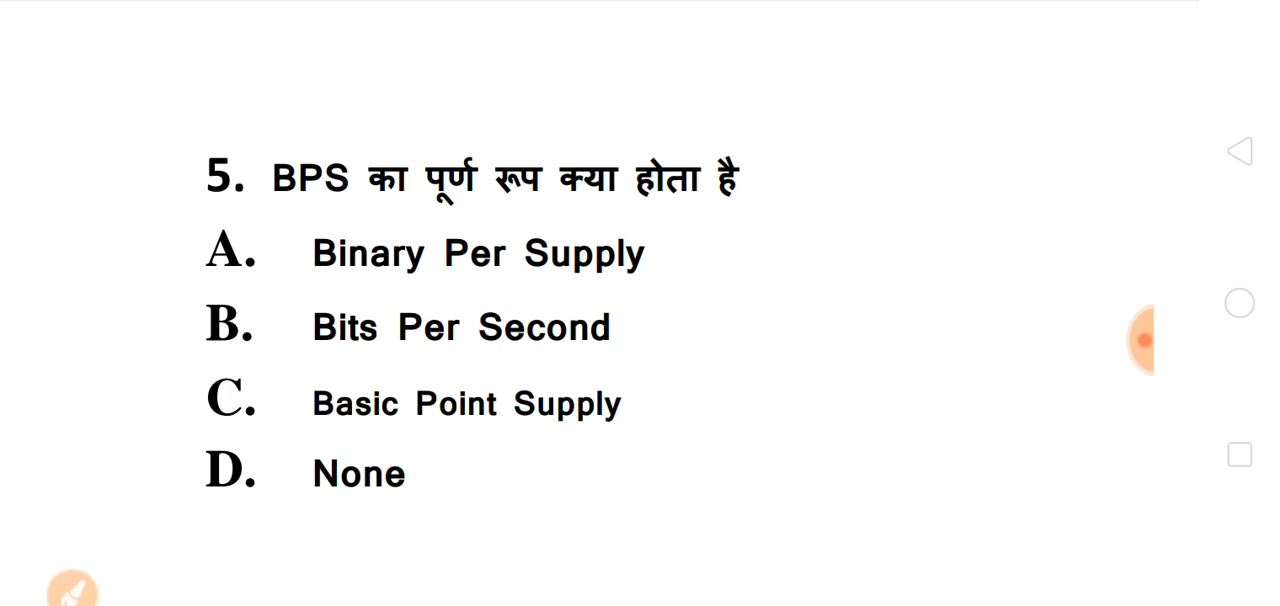 5. BPS का पूर्ण रूप क्या होता है
A. Binary Per Supply
B. Bits Per Second
C. Basic Point Supply
D. None